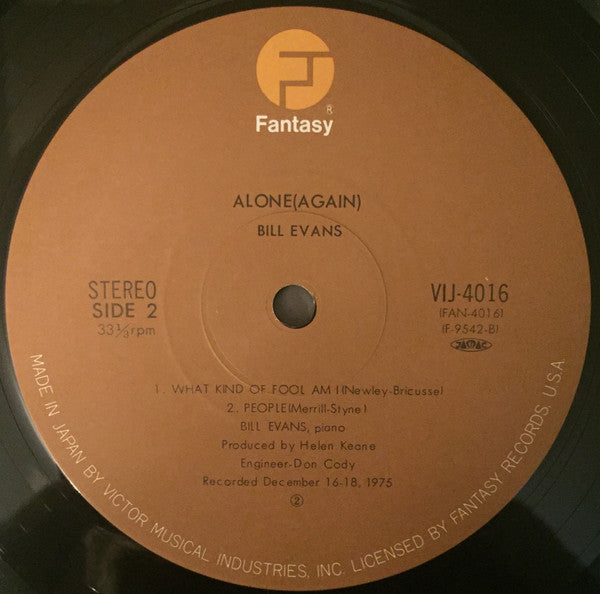 Fantasy®
ALONE(AGAIN)
BILL EVANS
STEREO
SIDE 2
33⅓rpm
VIJ-4016
(FAN-4016)
(F-9542-B)
JASRAC
1. WHAT KIND OF FOOL AM I(Newley-Bricusse)
2. PEOPLE(Merrill-Styne)
BILL EVANS, piano
Produced by Helen Keane
Engineer-Don Cody
Recorded December 16-18, 1975
②
MADE IN JAPAN BY VICTOR MUSICAL INDUSTRIES, INC. LICENSED BY FANTASY RECORDS, U.S.A.